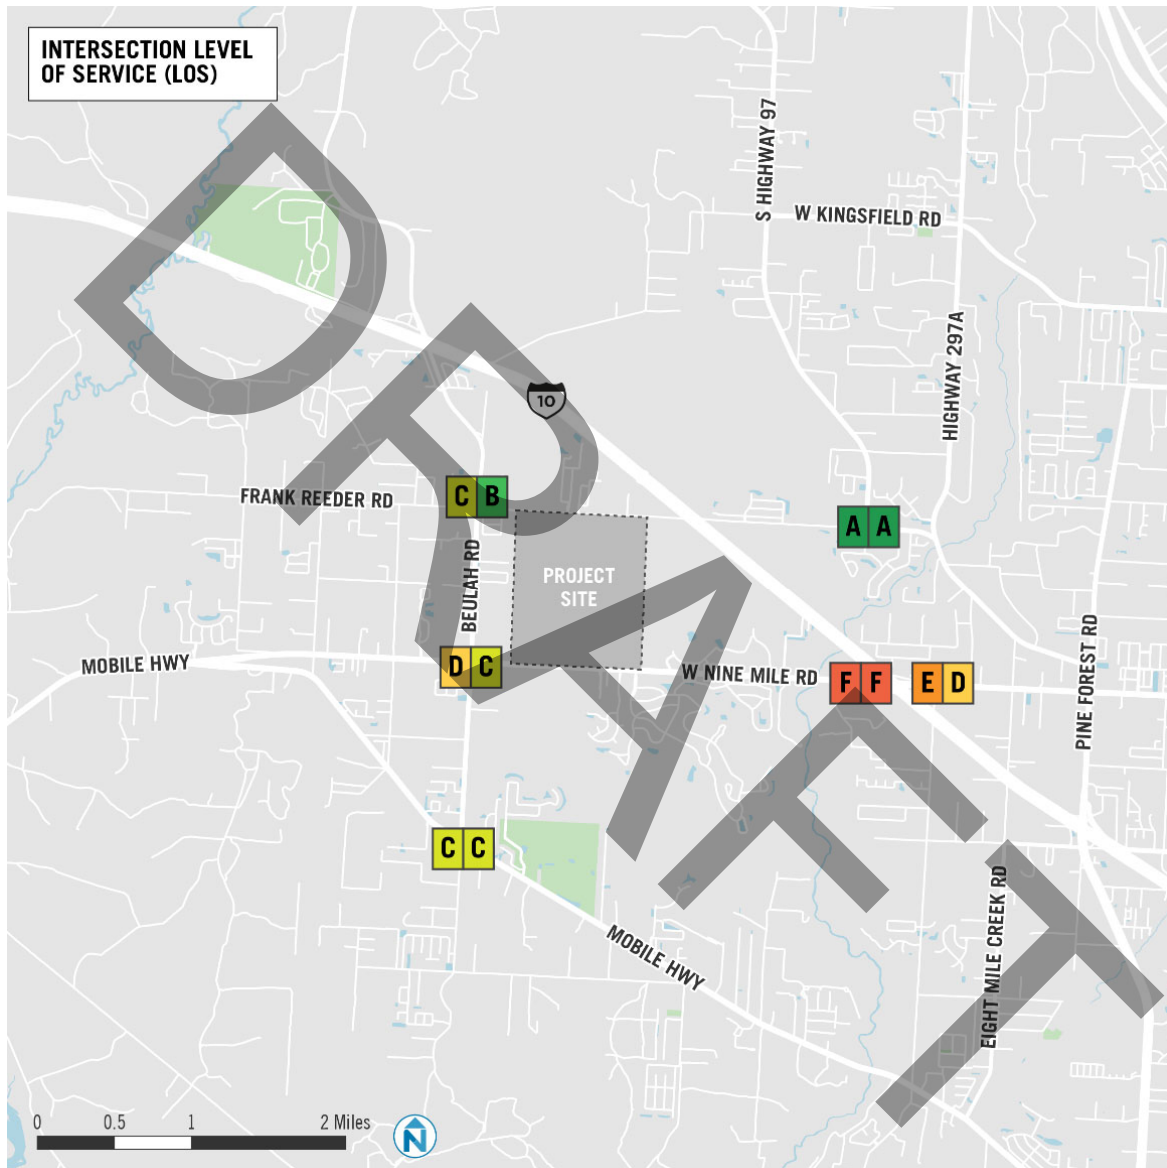 INTERSECTION LEVEL
OF SERVICE (LOS)
S HIGHWAY 97
W KINGSFIELD RD
HIGHWAY 297A
10
FRANK REEDER RD
C B
A A
BEULAH RD
PROJECT
SITE
MOBILE HWY
D C
W NINE MILE RD
F F
E D
PINE FOREST RD
C C
MOBILE HWY
EIGHT MILE CREEK RD
0 0.5 1 2 Miles
N
DRAFT